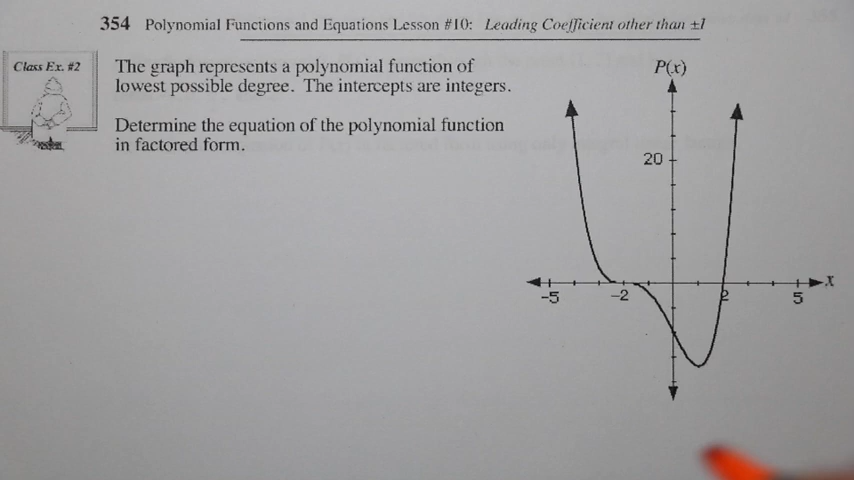 354 Polynomial Functions and Equations Lesson #10: Leading Coefficient other than ±1
Class Ex. #2
The graph represents a polynomial function of
lowest possible degree. The intercepts are integers.
Determine the equation of the polynomial function
in factored form.
P(x)
20
-5 -2 2 5 x